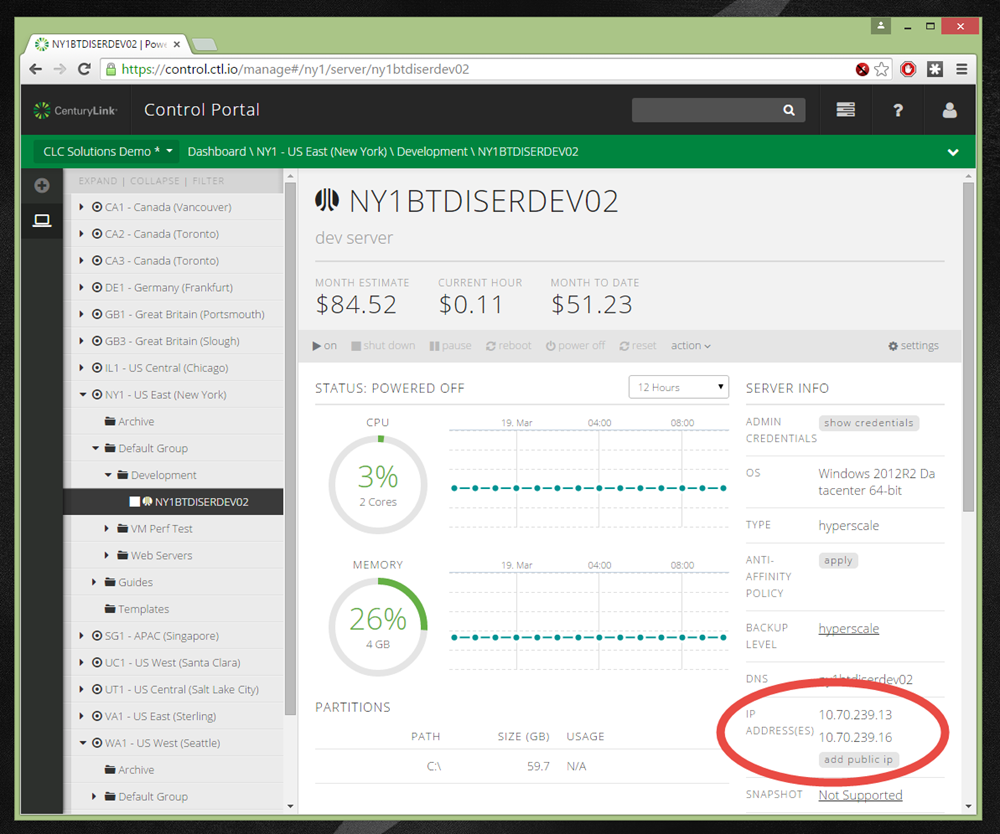 NY1BTDISERDEV02 | Powe
https://control.ctl.io/manage#/ny1/server/ny1btdiserdev02
CenturyLink
Control Portal
?
CLC Solutions Demo *
Dashboard \ NY1 - US East (New York) \ Development \ NY1BTDISERDEV02
EXPAND | COLLAPSE | FILTER
CA1 - Canada (Vancouver)
CA2 - Canada (Toronto)
CA3 - Canada (Toronto)
DE1 - Germany (Frankfurt)
GB1 - Great Britain (Portsmouth)
GB3 - Great Britain (Slough)
IL1 - US Central (Chicago)
NY1 - US East (New York)
Archive
Default Group
Development
NY1BTDISERDEV02
VM Perf Test
Web Servers
Guides
Templates
SG1 - APAC (Singapore)
UC1 - US West (Santa Clara)
UT1 - US Central (Salt Lake City)
VA1 - US East (Sterling)
WA1 - US West (Seattle)
Archive
Default Group
NY1BTDISERDEV02
dev server
MONTH ESTIMATE
$84.52
CURRENT HOUR
$0.11
MONTH TO DATE
$51.23
on shut down pause reboot power off reset action settings
STATUS: POWERED OFF
12 Hours
CPU
3%
2 Cores
19. Mar 04:00 08:00
MEMORY
26%
4 GB
19. Mar 04:00 08:00
PARTITIONS
PATH SIZE (GB) USAGE
C:\ 59.7 N/A
SERVER INFO
ADMIN
CREDENTIALS
show credentials
OS
Windows 2012R2 Da
tacenter 64-bit
TYPE
hyperscale
ANTI-
AFFINITY
POLICY
apply
BACKUP
LEVEL
hyperscale
DNS
ny1btdiserdev02
IP
ADDRESS(ES)
10.70.239.13
10.70.239.16
add public ip
SNAPSHOT
Not Supported